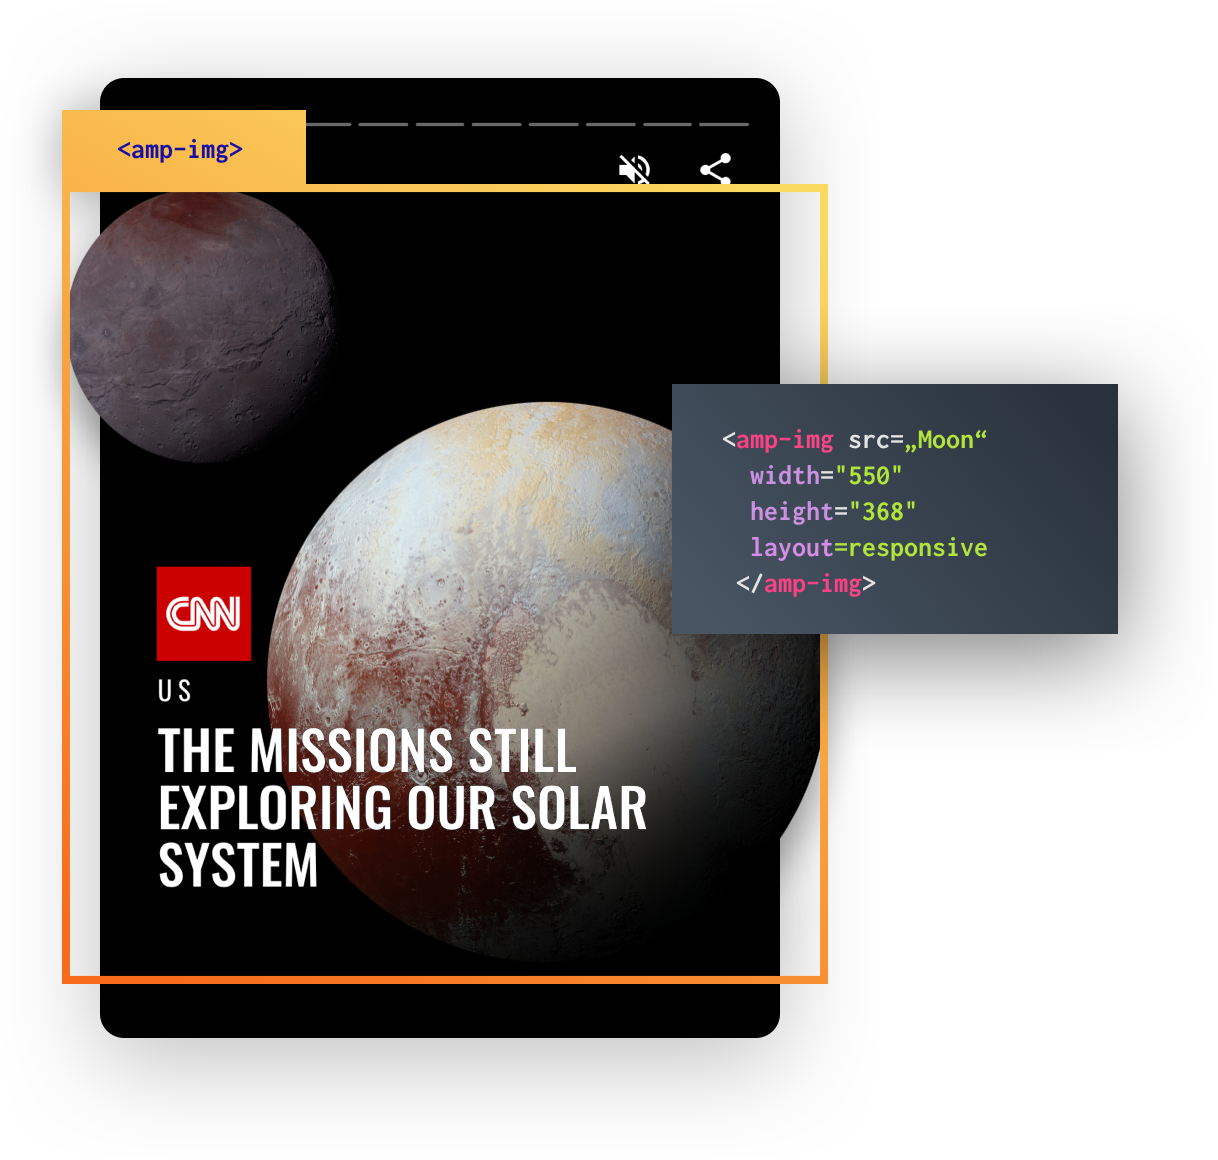 <amp-img>
<amp-img src=„Moon“
width="550"
height="368"
layout=responsive
</amp-img>
CNN
US
THE MISSIONS STILL
EXPLORING OUR SOLAR
SYSTEM